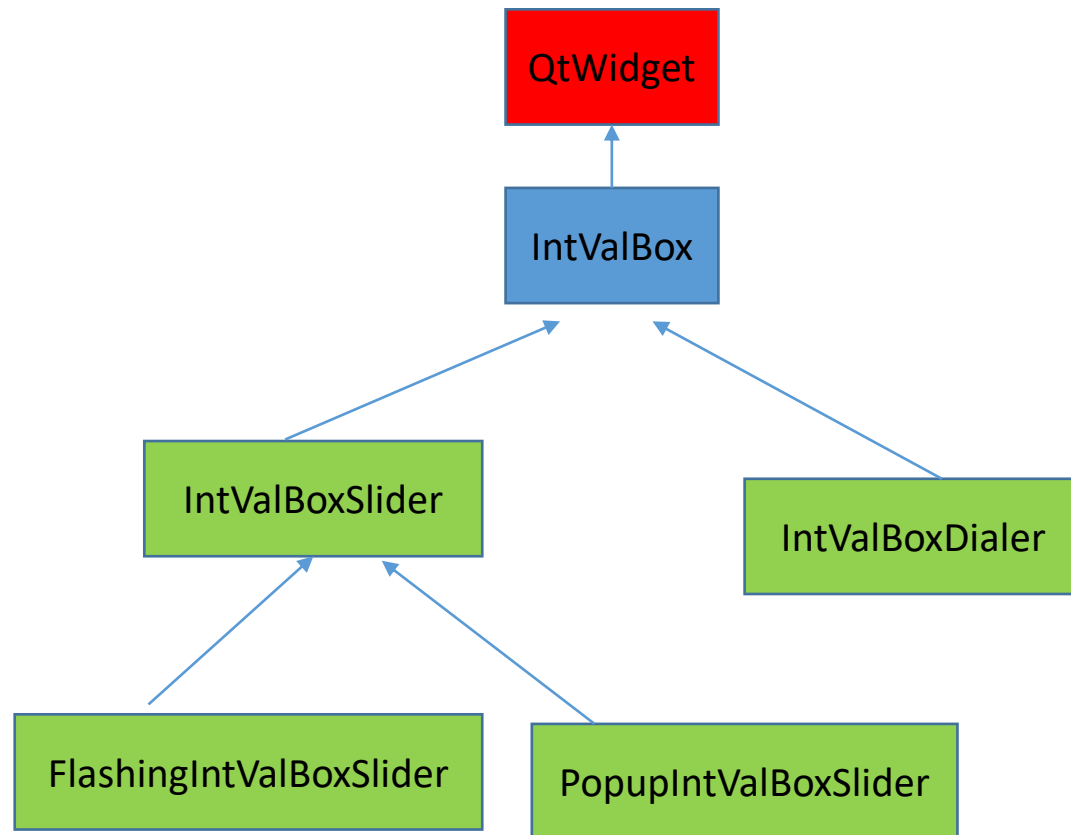 QtWidget
IntValBox
IntValBoxSlider
IntValBoxDialer
FlashingIntValBoxSlider
PopupIntValBoxSlider